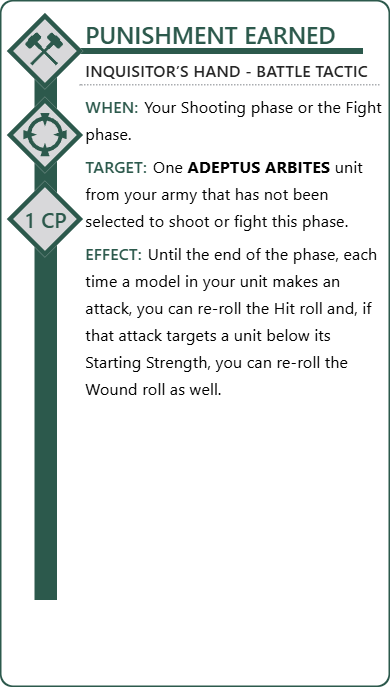 PUNISHMENT EARNED
INQUISITOR’S HAND - BATTLE TACTIC
WHEN: Your Shooting phase or the Fight
phase.
TARGET: One ADEPTUS ARBITES unit
from your army that has not been
selected to shoot or fight this phase.
1 CP
EFFECT: Until the end of the phase, each
time a model in your unit makes an
attack, you can re-roll the Hit roll and, if
that attack targets a unit below its
Starting Strength, you can re-roll the
Wound roll as well.